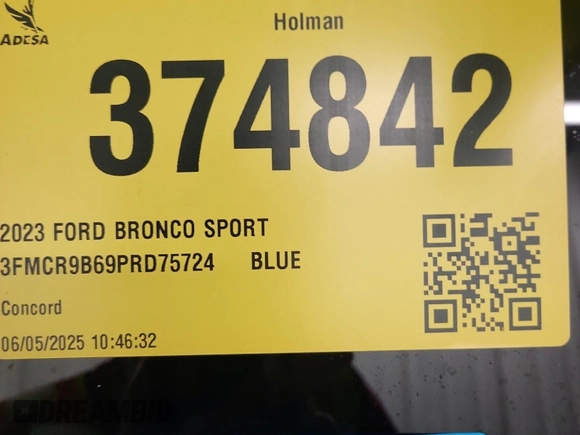 Holman
ADESA
374842
2023 FORD BRONCO SPORT
3FMCR9B69PRD75724 BLUE
Concord
06/05/2025 10:46:32
DREAMBID